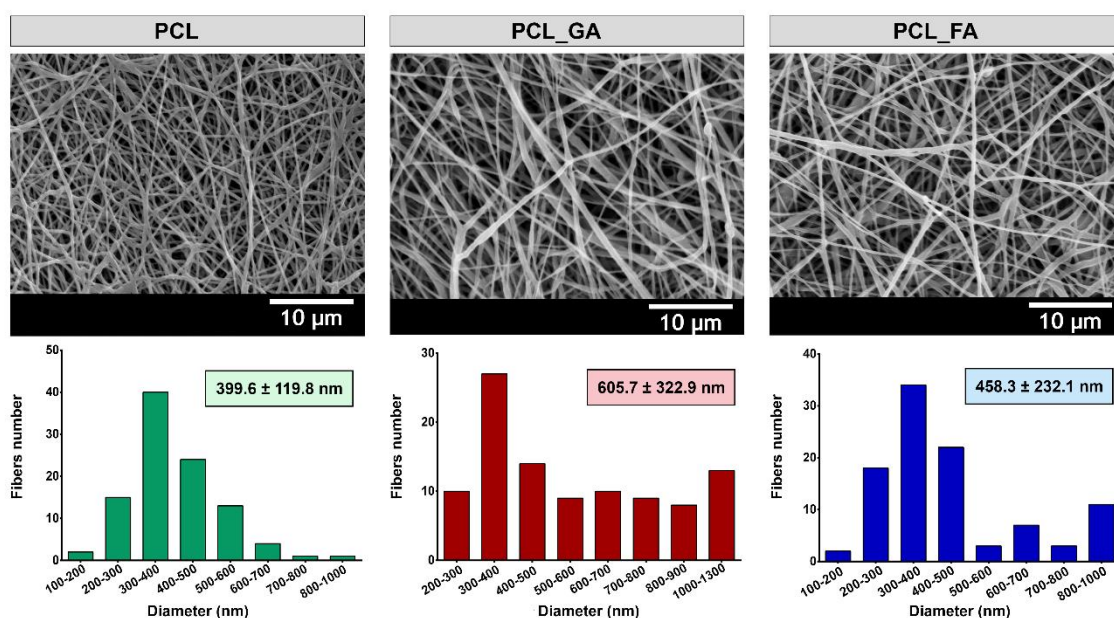 PCL
PCL_GA
PCL_FA
10 µm
10 µm
10 µm
50
40
30
20
10
0
Fibers number
399.6 ± 119.8 nm
100-200
200-300
300-400
400-500
500-600
600-700
700-800
800-1000
Diameter (nm)
30
20
10
0
Fibers number
605.7 ± 322.9 nm
200-300
300-400
400-500
500-600
600-700
700-800
800-900
1000-1300
Diameter (nm)
40
30
20
10
0
Fibers number
458.3 ± 232.1 nm
100-200
200-300
300-400
400-500
500-600
600-700
700-800
800-1000
Diameter (nm)